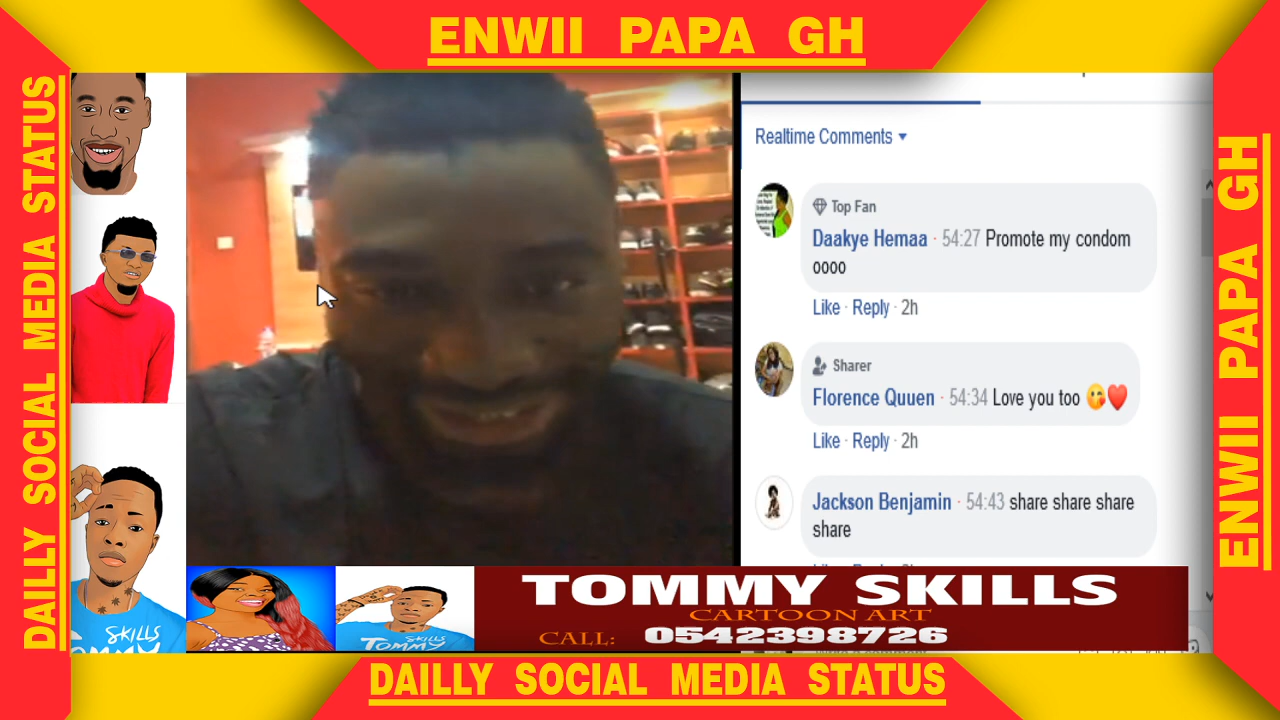 ENWII PAPA GH
DAILLY SOCIAL MEDIA STATUS
ENWII PAPA GH
Realtime Comments
Top Fan
Daakye Hemaa · 54:27 Promote my condom
oooo
Like · Reply · 2h
Sharer
Florence Quuen · 54:34 Love you too 😘❤️
Like · Reply · 2h
Jackson Benjamin · 54:43 share share share
share
SKILLS
TOMMY
SKILLS
TOMMY
TOMMY SKILLS
CARTOON ART
CALL: 0542398726
DAILLY SOCIAL MEDIA STATUS